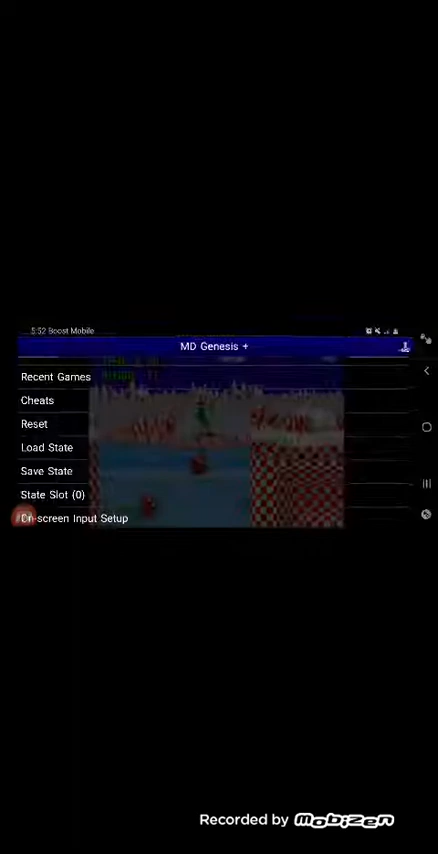 5:52 Boost Mobile
MD Genesis +
Recent Games
Cheats
Reset
Load State
Save State
State Slot (0)
On-screen Input Setup
Recorded by mobizen